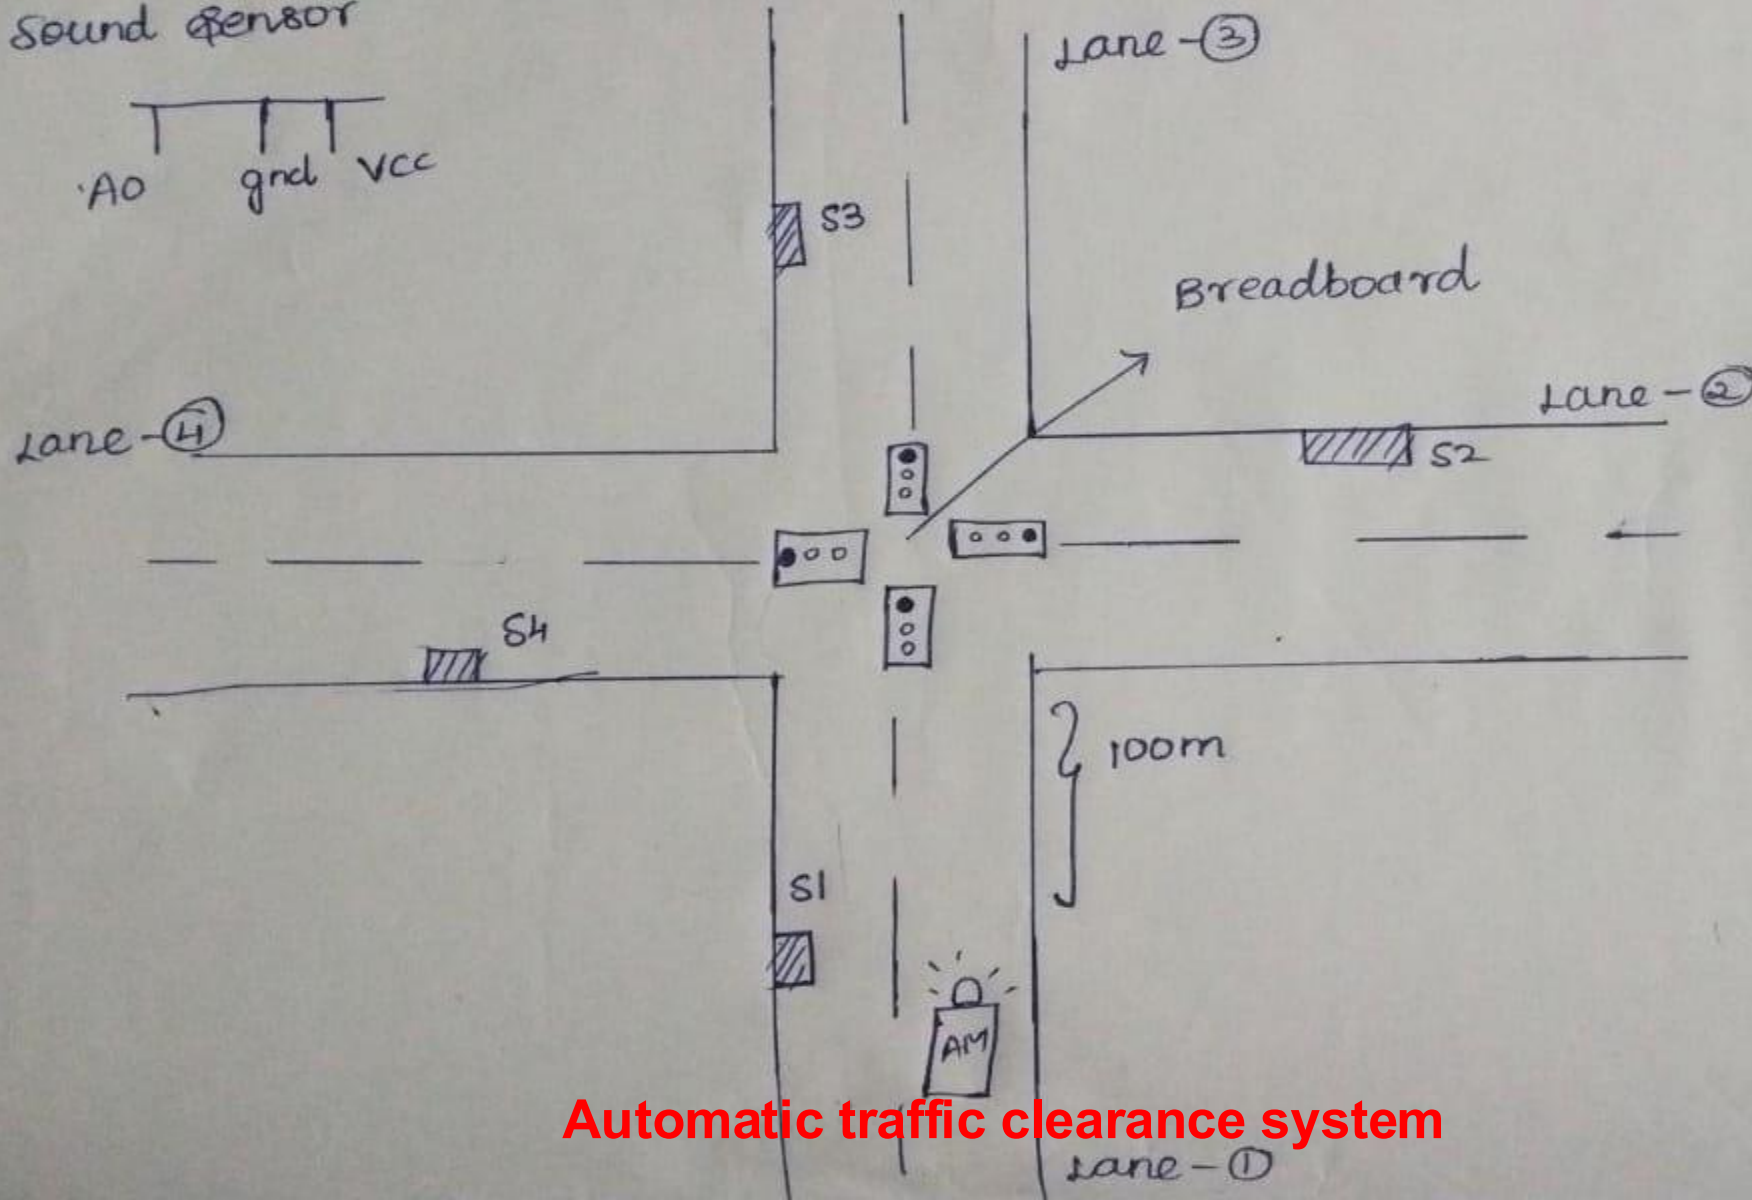 Sound Sensor
A0 gnd VCC
Lane-③
S3
Breadboard
Lane-②
Lane-④
S2
S4
100m
S1
AM
Automatic traffic clearance system
Lane-①